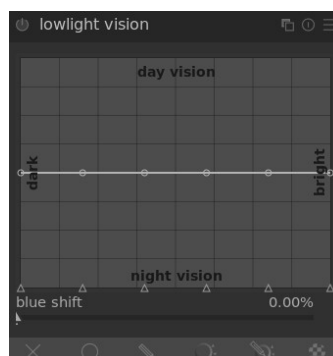 lowlight vision
day vision
dark
bright
night vision
blue shift 0.00%